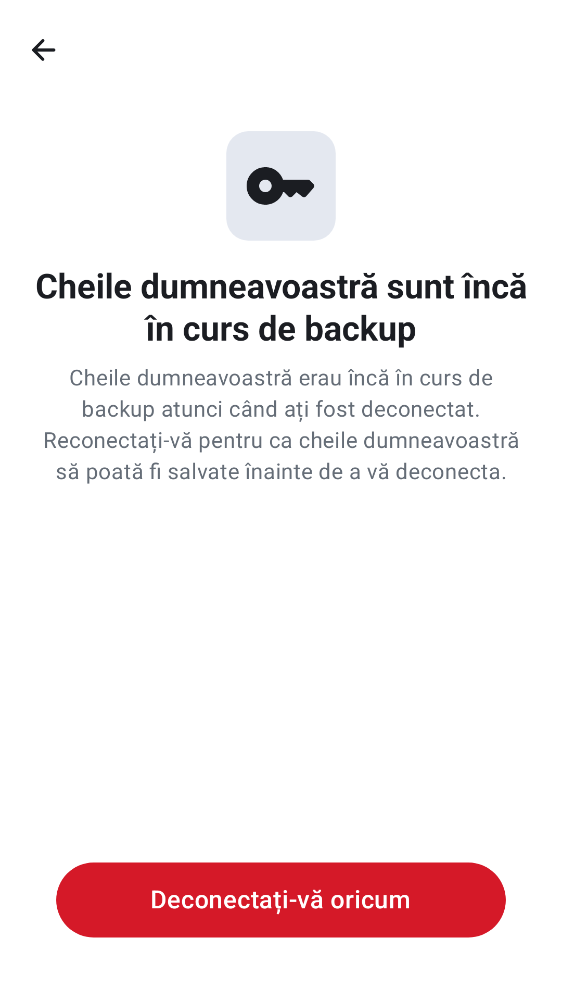 Cheile dumneavoastră sunt încă
în curs de backup
Cheile dumneavoastră erau încă în curs de
backup atunci când ați fost deconectat.
Reconectați-vă pentru ca cheile dumneavoastră
să poată fi salvate înainte de a vă deconecta.
Deconectați-vă oricum